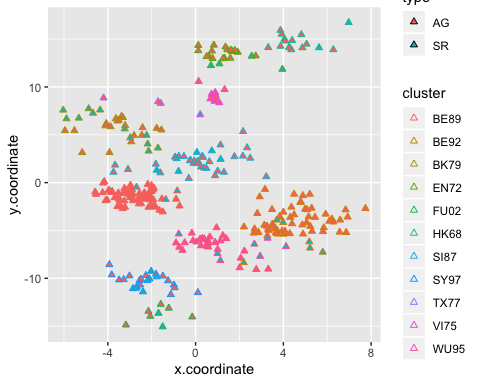 type
AG
SR
cluster
BE89
BE92
BK79
EN72
FU02
HK68
SI87
SY97
TX77
VI75
WU95
y.coordinate
10
0
-10
-4
0
4
8
x.coordinate